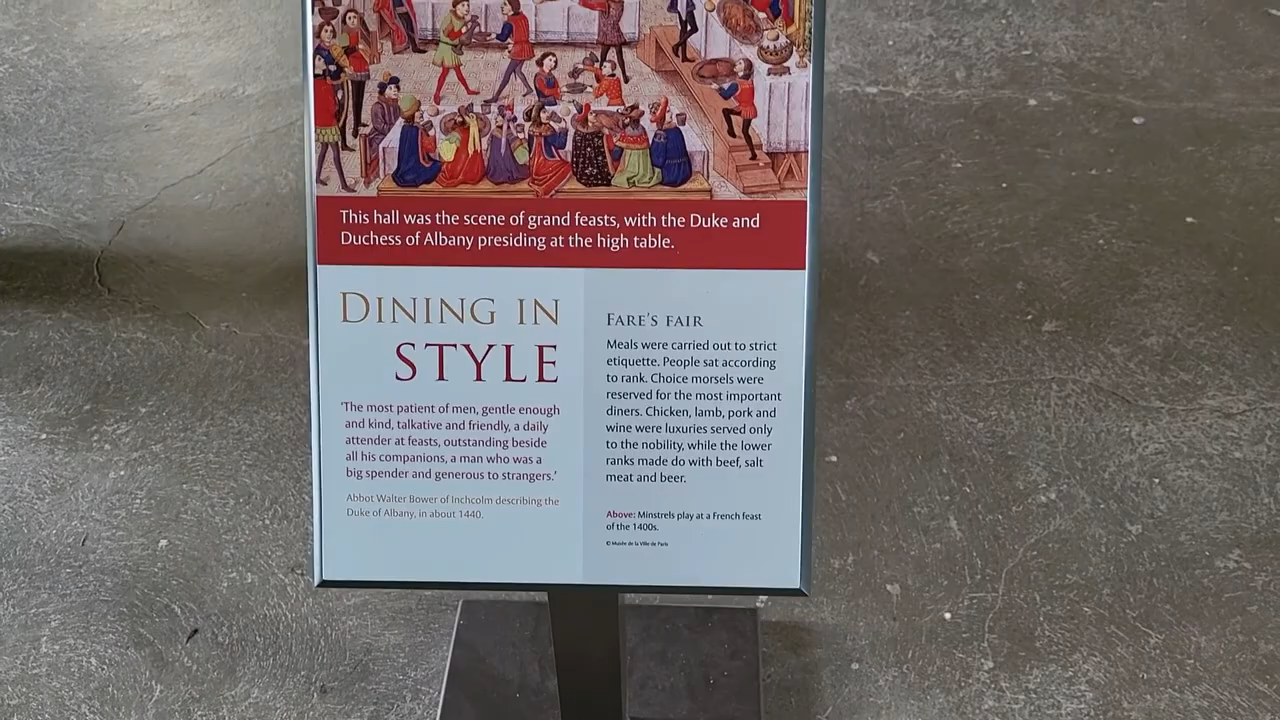 This hall was the scene of grand feasts, with the Duke and
Duchess of Albany presiding at the high table.
DINING IN
STYLE
'The most patient of men, gentle enough
and kind, talkative and friendly, a daily
attender at feasts, outstanding beside
all his companions, a man who was a
big spender and generous to strangers.'
Abbot Walter Bower of Inchcolm describing the
Duke of Albany, in about 1440.
FARE'S FAIR
Meals were carried out to strict
etiquette. People sat according
to rank. Choice morsels were
reserved for the most important
diners. Chicken, lamb, pork and
wine were luxuries served only
to the nobility, while the lower
ranks made do with beef, salt
meat and beer.
Above: Minstrels play at a French feast
of the 1400s.
© Musée de la Ville de Paris